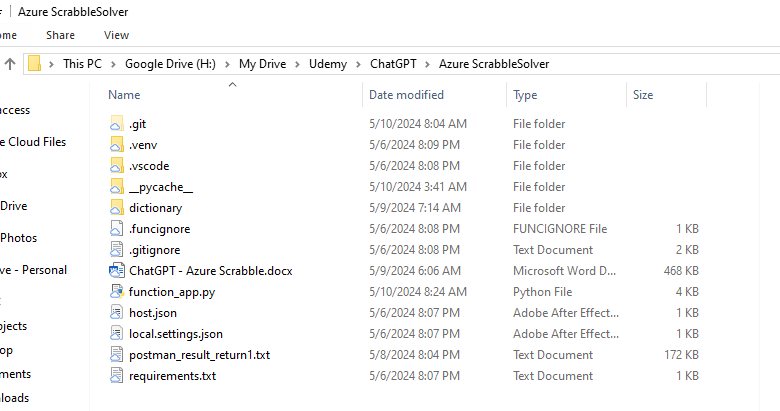 Azure ScrabbleSolver
ome Share View
This PC Google Drive (H:) My Drive Udemy ChatGPT Azure ScrabbleSolver
Name Date modified Type Size
access
e Cloud Files
ox
Drive
Photos
ve - Personal
ojects
op
ments
nloads
.git 5/10/2024 8:04 AM File folder
.venv 5/6/2024 8:09 PM File folder
.vscode 5/6/2024 8:08 PM File folder
__pycache__ 5/10/2024 3:41 AM File folder
dictionary 5/9/2024 7:14 AM File folder
.funcignore 5/6/2024 8:08 PM FUNCIGNORE File 1 KB
.gitignore 5/6/2024 8:08 PM Text Document 2 KB
ChatGPT - Azure Scrabble.docx 5/9/2024 6:06 AM Microsoft Word D... 468 KB
function_app.py 5/10/2024 8:24 AM Python File 4 KB
host.json 5/6/2024 8:07 PM Adobe After Effect... 1 KB
local.settings.json 5/6/2024 8:07 PM Adobe After Effect... 1 KB
postman_result_return1.txt 5/8/2024 8:04 PM Text Document 172 KB
requirements.txt 5/6/2024 8:07 PM Text Document 1 KB